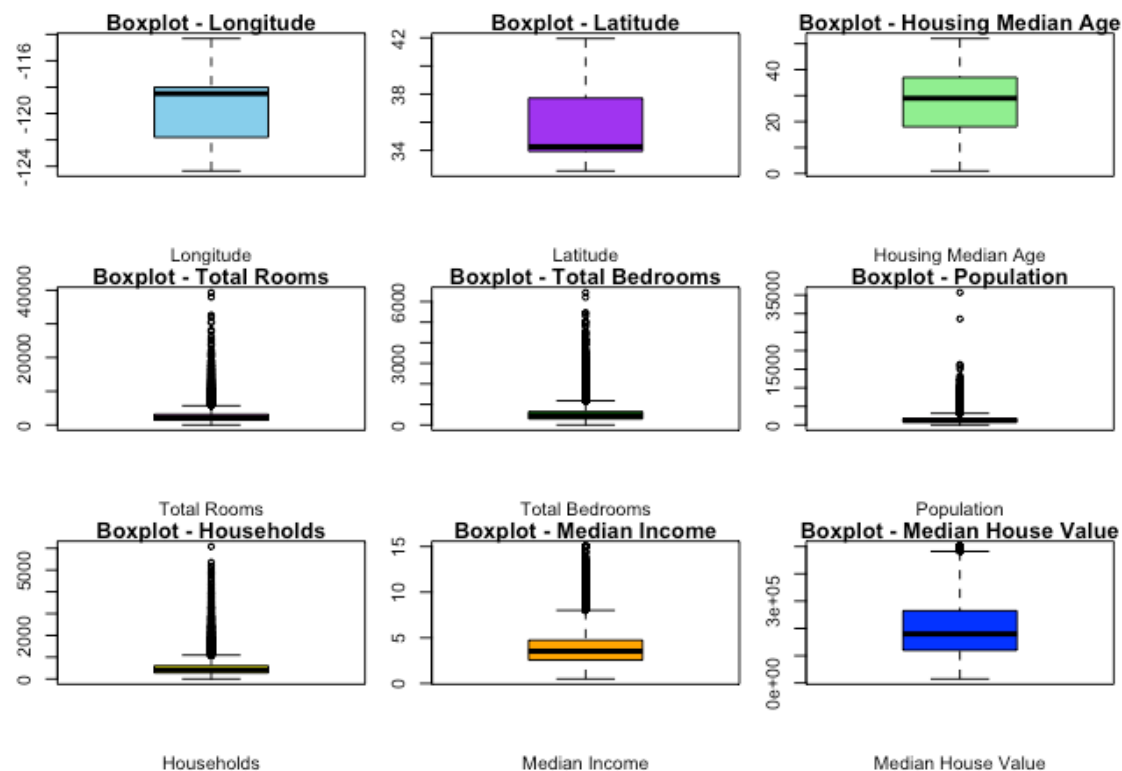 Boxplot - Longitude
-116
-120
-124
Longitude
Boxplot - Latitude
42
38
34
Latitude
Boxplot - Housing Median Age
40
20
0
Housing Median Age
Boxplot - Total Rooms
40000
20000
0
Total Rooms
Boxplot - Total Bedrooms
6000
3000
0
Total Bedrooms
Boxplot - Population
35000
15000
0
Population
Boxplot - Households
5000
2000
0
Households
Boxplot - Median Income
15
10
5
0
Median Income
Boxplot - Median House Value
3e+05
0e+00
Median House Value